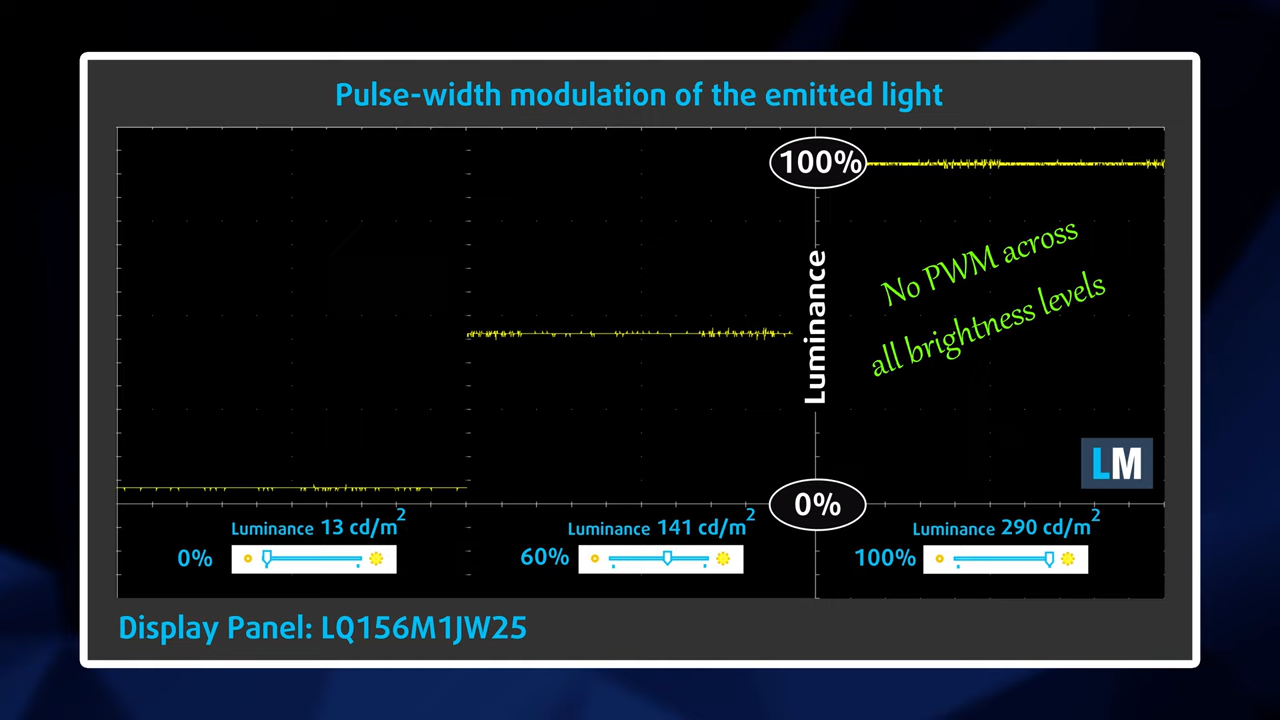 Pulse-width modulation of the emitted light
100%
No PWM across
all brightness levels
Luminance
LM
0%
Luminance 13 cd/m²
Luminance 141 cd/m²
Luminance 290 cd/m²
0%
60%
100%
Display Panel: LQ156M1JW25